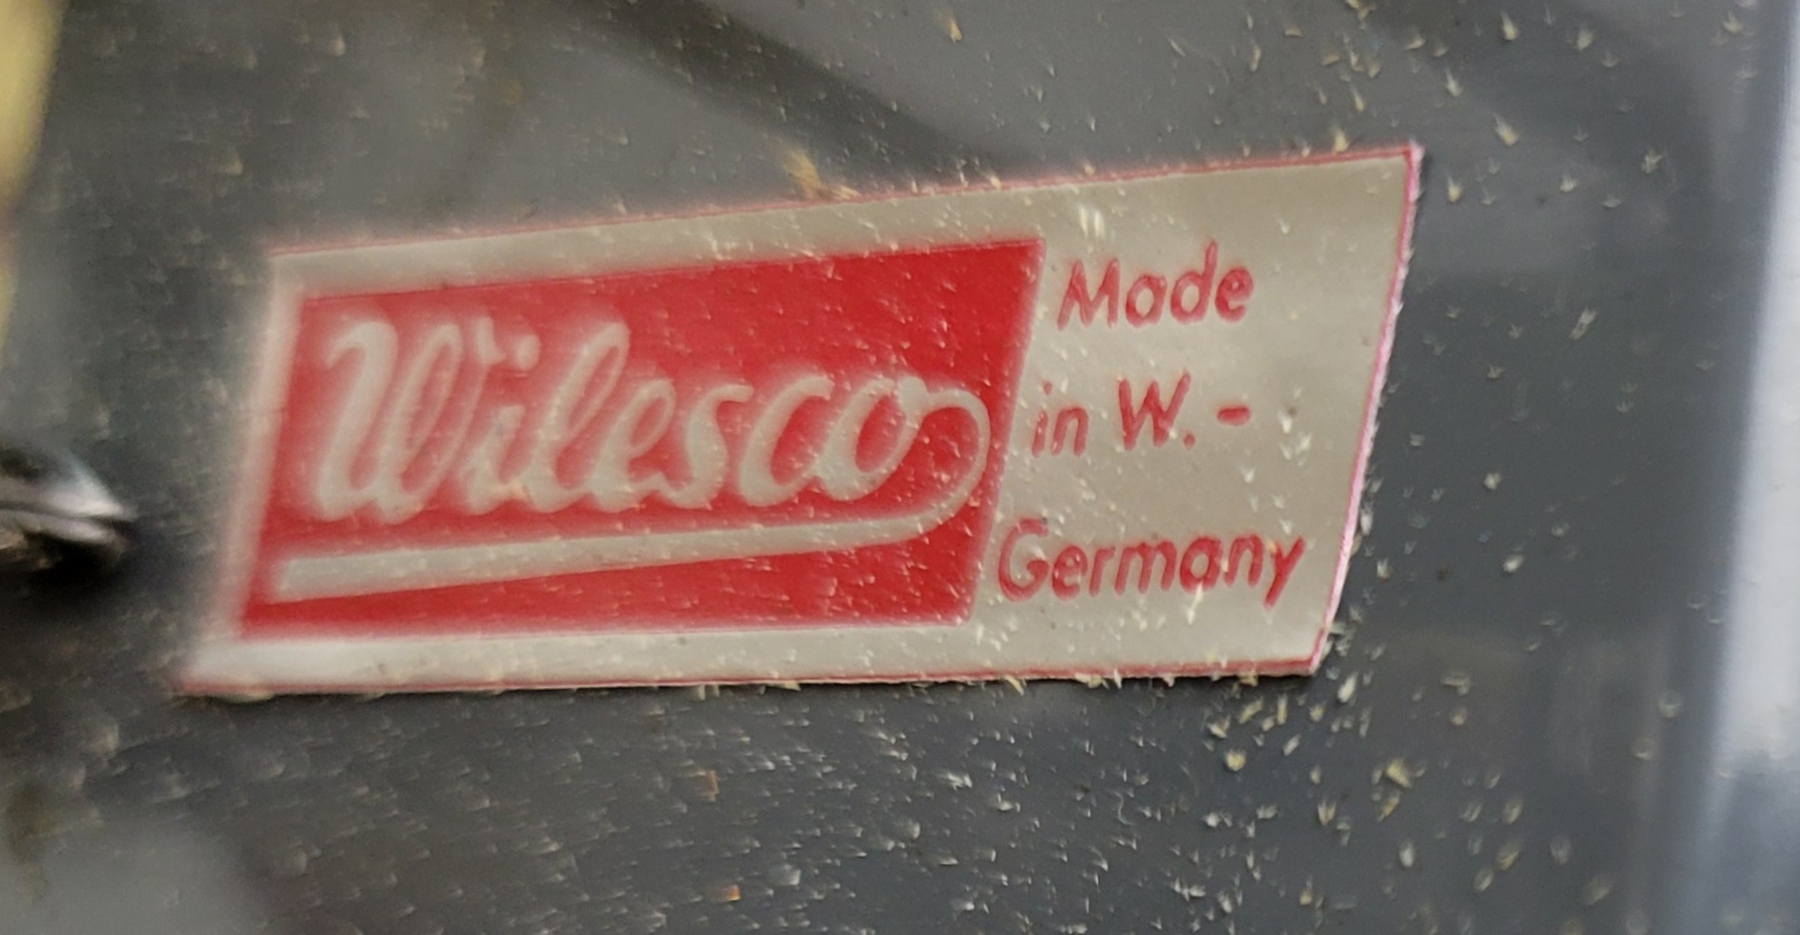 Wilesco
Made
in W.-
Germany